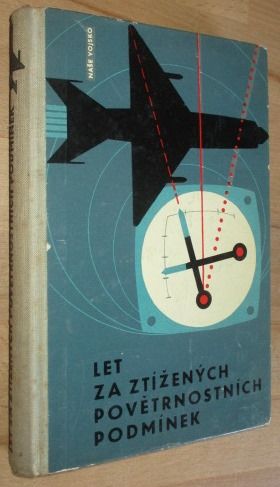 NAŠE VOJSKO
LET
ZA ZTÍŽENÝCH
POVĚTRNOSTNÍCH
PODMÍNEK